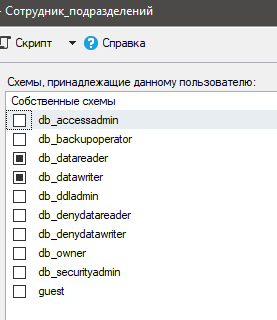 - Сотрудник_подразделений
Скрипт
Справка
Схемы, принадлежащие данному пользователю:
Собственные схемы
db_accessadmin
db_backupoperator
db_datareader
db_datawriter
db_ddladmin
db_denydatareader
db_denydatawriter
db_owner
db_securityadmin
guest